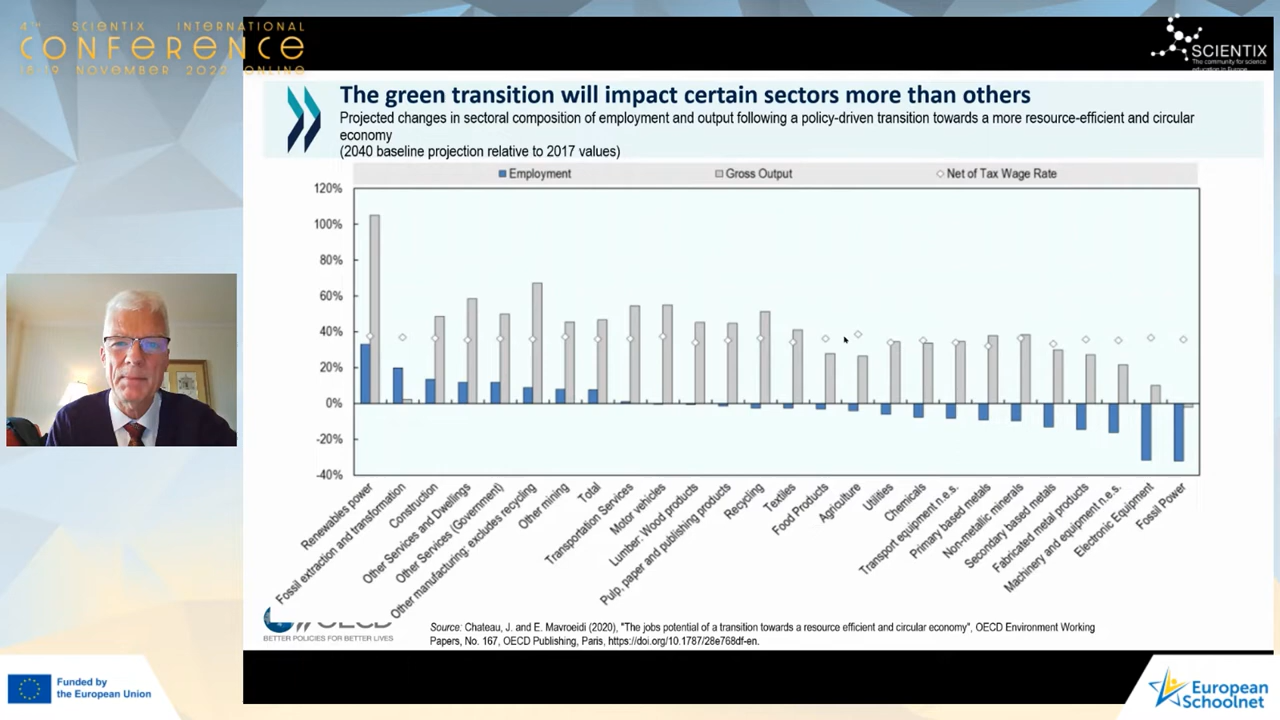 4TH SCIENTIX INTERNATIONAL
CONFERENCE
18-19 NOVEMBER 2022 ONLINE
SCIENTIX
The community for science
education in Europe
The green transition will impact certain sectors more than others
Projected changes in sectoral composition of employment and output following a policy-driven transition towards a more resource-efficient and circular
economy
(2040 baseline projection relative to 2017 values)
Employment
Gross Output
Net of Tax Wage Rate
120%
100%
80%
60%
40%
20%
0%
-20%
-40%
Renewables power
Fossil extraction and transformation
Construction
Other Services and Dwellings
Other Services (Government)
Other manufacturing: excludes recycling
Other mining
Total
Transportation Services
Motor vehicles
Lumber: Wood products
Pulp, paper and publishing products
Recycling
Textiles
Food Products
Agriculture
Utilities
Chemicals
Transport equipment n.e.s.
Primary based metals
Non-metallic minerals
Secondary based metals
Fabricated metal products
Machinery and equipment n.e.s.
Electronic Equipment
Fossil Power
OECD
BETTER POLICIES FOR BETTER LIVES
Source: Chateau, J. and E. Mavroeidi (2020), "The jobs potential of a transition towards a resource efficient and circular economy", OECD Environment Working
Papers, No. 167, OECD Publishing, Paris, https://doi.org/10.1787/28e768df-en.
Funded by
the European Union
European
Schoolnet